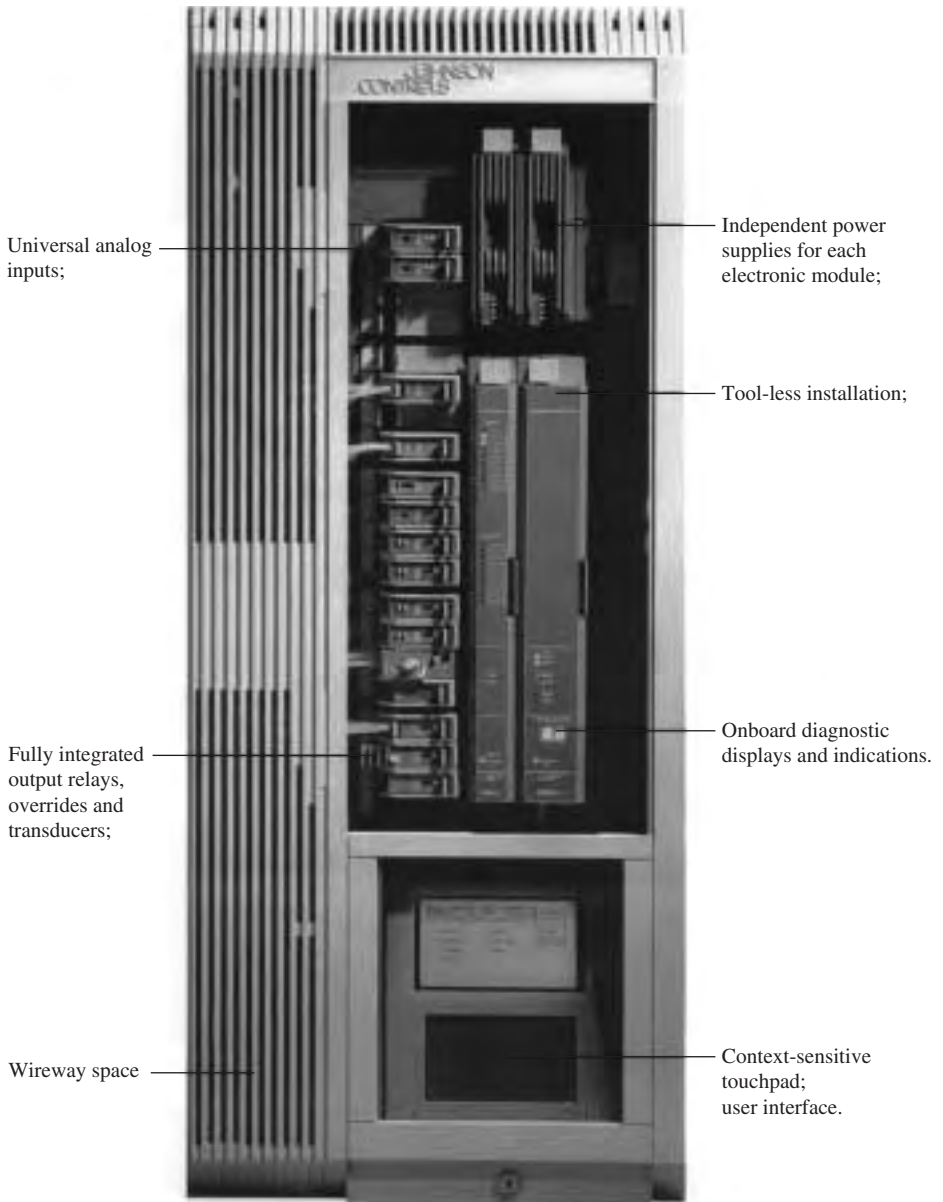 JOHNSON
CONTROLS
Universal analog
inputs;
Independent power
supplies for each
electronic module;
Tool-less installation;
Fully integrated
output relays,
overrides and
transducers;
Onboard diagnostic
displays and indications.
Wireway space
Context-sensitive
touchpad;
user interface.